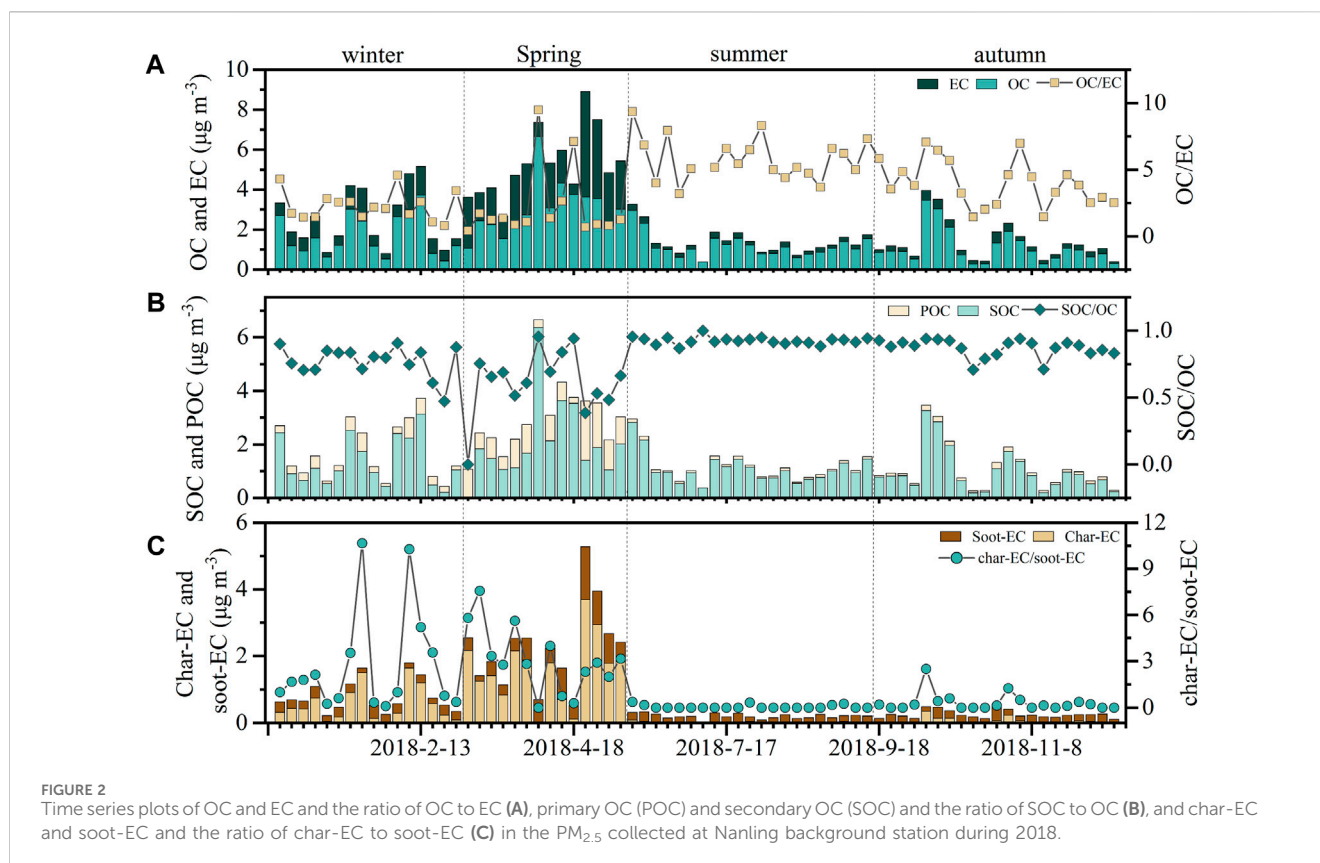 winter Spring summer autumn
A
10
8
6
4
2
0
OC and EC (μg m-3)
EC OC OC/EC
10
5
0
OC/EC
B
6
4
2
0
SOC and POC (μg m-3)
POC SOC SOC/OC
1.0
0.5
0.0
SOC/OC
C
6
4
2
0
Char-EC and
soot-EC (μg m-3)
Soot-EC Char-EC
char-EC/soot-EC
12
9
6
3
0
char-EC/soot-EC
2018-2-13 2018-4-18 2018-7-17 2018-9-18 2018-11-8
FIGURE 2
Time series plots of OC and EC and the ratio of OC to EC (A), primary OC (POC) and secondary OC (SOC) and the ratio of SOC to OC (B), and char-EC
and soot-EC and the ratio of char-EC to soot-EC (C) in the PM2.5 collected at Nanling background station during 2018.